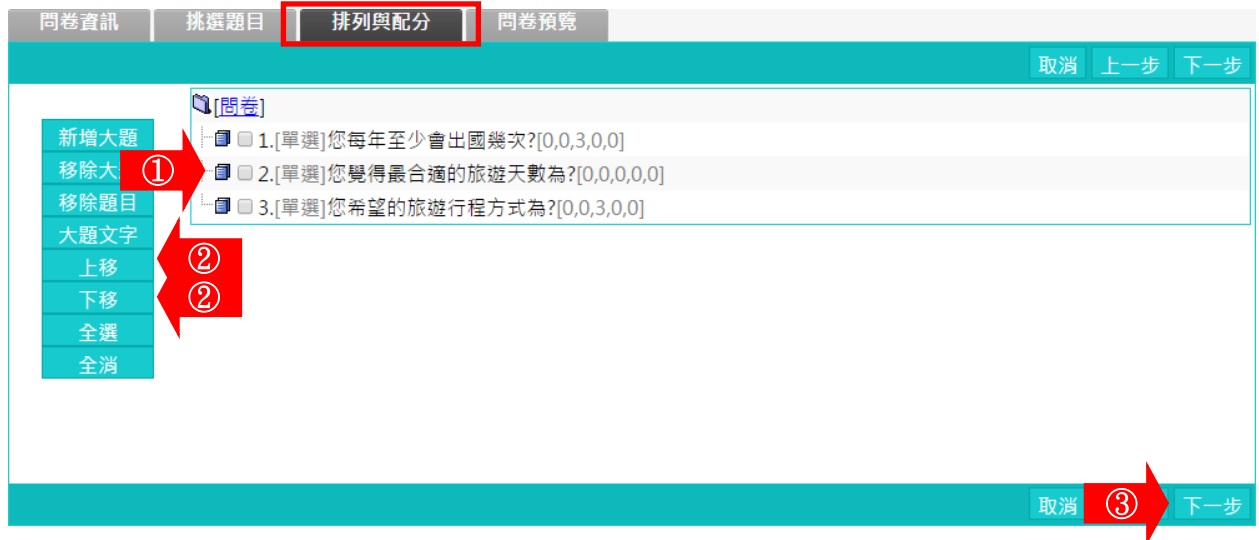 問卷資訊 挑選題目 排列與配分 問卷預覽
取消 上一步 下一步
[問卷]
1.[單選]您每年至少會出國幾次?[0,0,3,0,0]
2.[單選]您覺得最合適的旅遊天數為?[0,0,0,0,0]
3.[單選]您希望的旅遊行程方式為?[0,0,3,0,0]
新增大題
移除大
①
移除題目
大題文字
上移
②
下移
②
全選
全消
取消 ③ 下一步